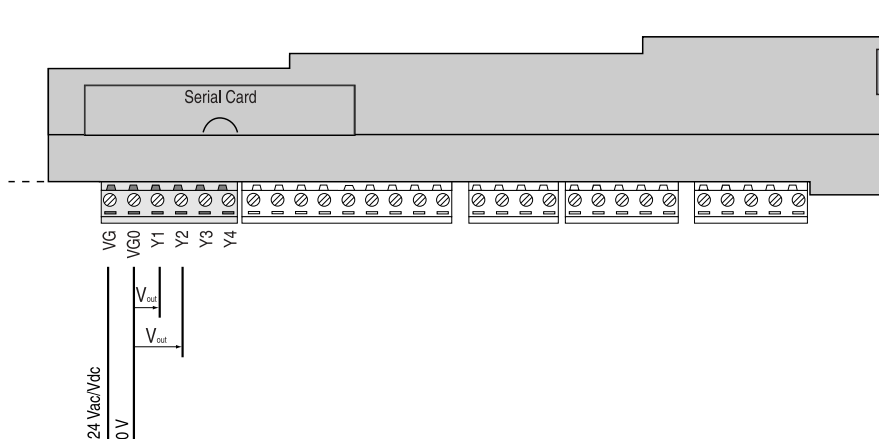 Serial Card
VG
VG0
Y1
Y2
Y3
Y4
Vout
Vout
24 Vac/Vdc
0 V